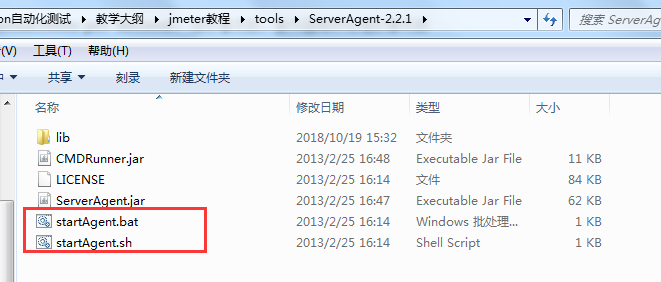 on自动化测试 ▸ 教学大纲 ▸ jmeter教程 ▸ tools ▸ ServerAgent-2.2.1 ▸ 搜索 ServerAg
(V) 工具(T) 帮助(H)
共享 刻录 新建文件夹
名称 修改日期 类型 大小
lib 2018/10/19 15:32 文件夹
CMDRunner.jar 2013/2/25 16:48 Executable Jar File 11 KB
LICENSE 2013/2/25 16:14 文件 84 KB
ServerAgent.jar 2013/2/25 16:47 Executable Jar File 62 KB
startAgent.bat 2013/2/25 16:14 Windows 批处理... 1 KB
startAgent.sh 2013/2/25 16:14 Shell Script 1 KB